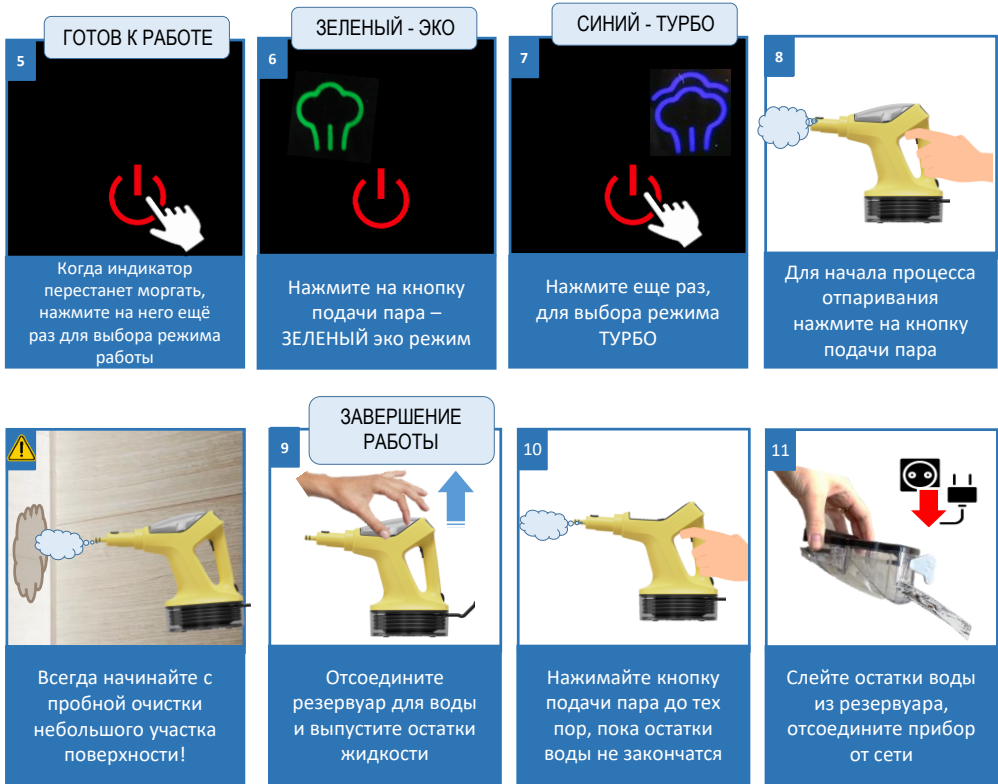 ГОТОВ К РАБОТЕ
5
Когда индикатор
перестанет моргать,
нажмите на него ещё
раз для выбора режима
работы
ЗЕЛЕНЫЙ - ЭКО
6
Нажмите на кнопку
подачи пара –
ЗЕЛЕНЫЙ эко режим
СИНИЙ - ТУРБО
7
Нажмите еще раз,
для выбора режима
ТУРБО
8
Для начала процесса
отпаривания
нажмите на кнопку
подачи пара
Всегда начинайте с
пробной очистки
небольшого участка
поверхности!
ЗАВЕРШЕНИЕ
РАБОТЫ
9
Отсоедините
резервуар для воды
и выпустите остатки
жидкости
10
Нажимайте кнопку
подачи пара до тех
пор, пока остатки
воды не закончатся
11
Слейте остатки воды
из резервуара,
отсоедините прибор
от сети